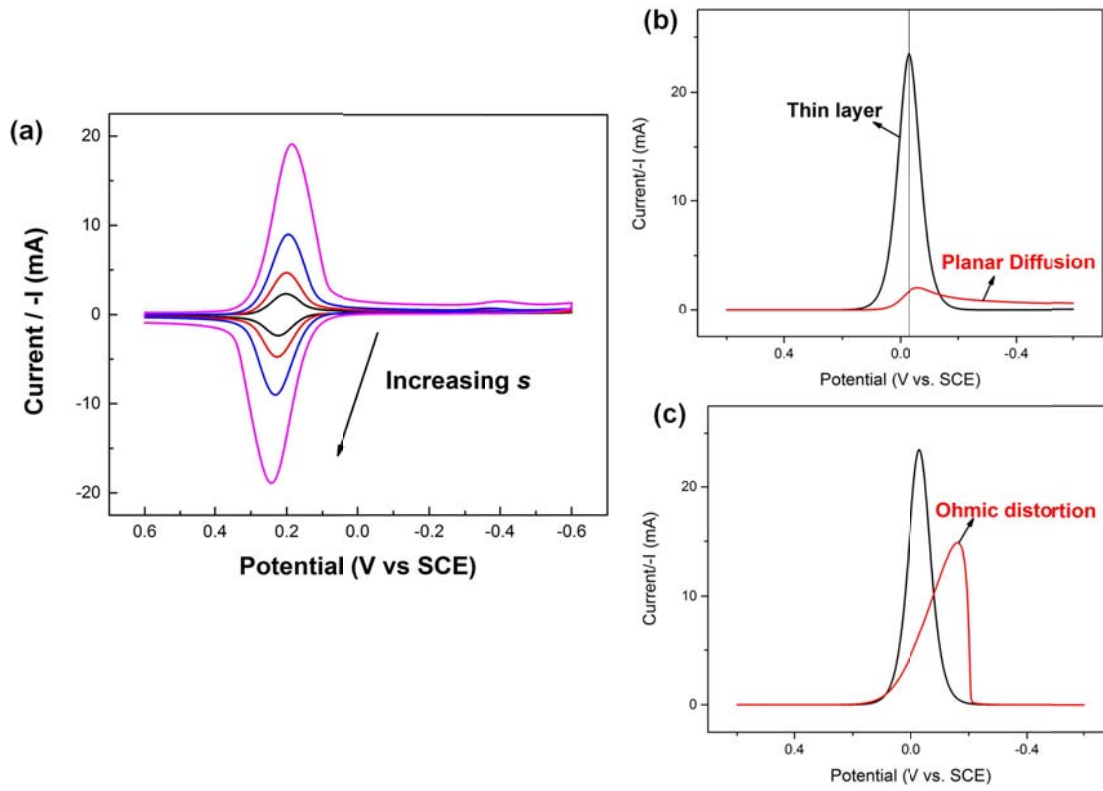 (a)
20
10
0
-10
-20
Current / -I (mA)
0.6 0.4 0.2 0.0 -0.2 -0.4 -0.6
Potential (V vs SCE)
Increasing s
(b)
20
10
0
Current/-I (mA)
Thin layer
Planar Diffusion
0.4 0.0 -0.4
Potential (V vs. SCE)
(c)
20
10
0
Current/-I (mA)
Ohmic distortion
0.4 0.0 -0.4
Potential (V vs. SCE)